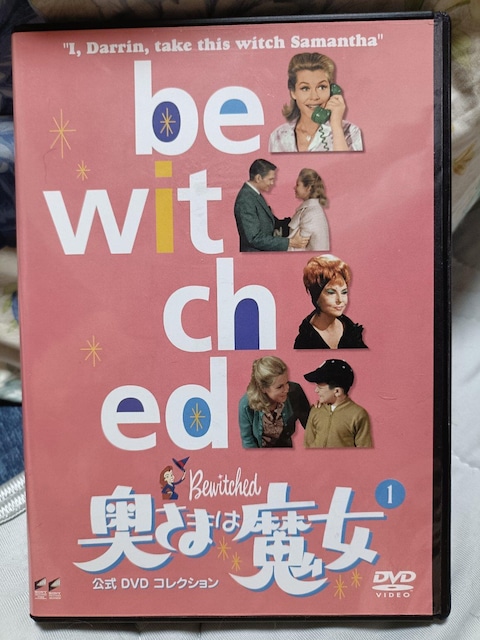 "I, Darrin, take this witch Samantha"
be
wit
ch
ed
Bewitched
奥さまは魔女
1
公式 DVD コレクション
DVD
VIDEO